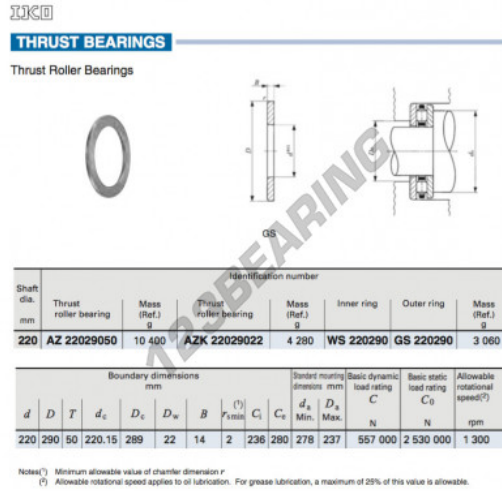 IKO
THRUST BEARINGS
Thrust Roller Bearings
B
r
D
GS
Identification number
Shaft dia. mm
Thrust roller bearing
Mass (Ref.) g
Thrust roller bearing
Mass (Ref.) g
Inner ring
Outer ring
Mass (Ref.) g
220 AZ 22029050 10 400 AZK 22029022 4 280 WS 220290 GS 220290 3 060
Boundary dimensions mm
Standard mounting dimensions mm
Basic dynamic load rating C N
Basic static load rating C0 N
Allowable rotational speed(2) rpm
d D T dc Dc Dw B rs min(1) Ci Ce da Min. Da Max.
220 290 50 220.15 289 22 14 2 236 280 278 237 557 000 2 530 000 1 300
Notes(1) Minimum allowable value of chamfer dimension r
(2) Allowable rotational speed applies to oil lubrication. For grease lubrication, a maximum of 25% of this value is allowable.
123BEARING